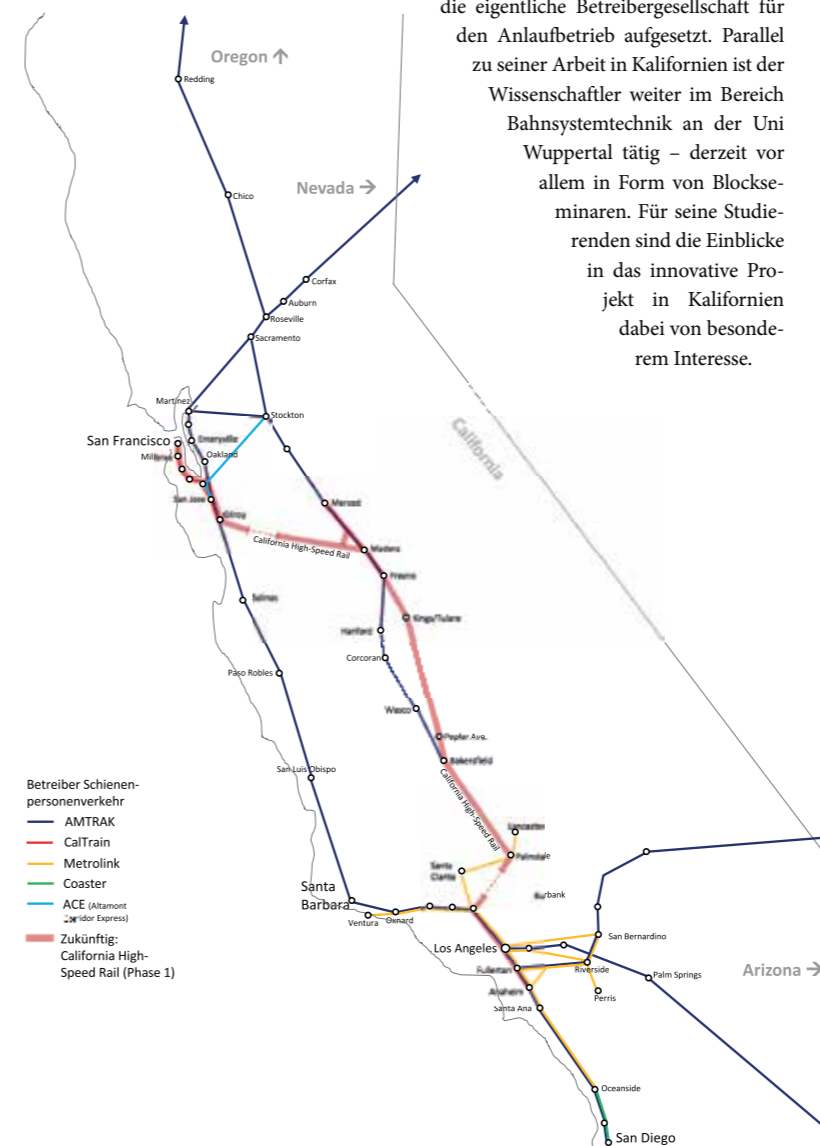 die eigentliche Betreibergesellschaft für
den Anlaufbetrieb aufgesetzt. Parallel
zu seiner Arbeit in Kalifornien ist der
Wissenschaftler weiter im Bereich
Bahnsystemtechnik an der Uni
Wuppertal tätig – derzeit vor
allem in Form von Blockse-
minaren. Für seine Studie-
renden sind die Einblicke
in das innovative Pro-
jekt in Kalifornien
dabei von besonde-
rem Interesse.
Oregon ↑
Redding
Nevada →
Chico
Corfax
Auburn
Roseville
Sacramento
Martinez
Stockton
San Francisco
Emeryville
Oakland
Millbrae
San Jose
Gilroy
California
Merced
California High-Speed Rail
Madera
Fresno
Salinas
Kings/Tulare
Hanford
Corcoran
Paso Robles
Wasco
Poplar Ave.
Bakersfield
San Luis Obispo
California High-Speed Rail
Lancaster
Palmdale
Santa
Clarita
Burbank
Santa
Barbara
Ventura
Oxnard
Los Angeles
San Bernardino
Fullerton
Riverside
Palm Springs
Arizona →
Anaheim
Perris
Santa Ana
Oceanside
San Diego
Betreiber Schienen-
personenverkehr
AMTRAK
CalTrain
Metrolink
Coaster
ACE (Altamont
Corridor Express)
Zukünftig:
California High-
Speed Rail (Phase 1)